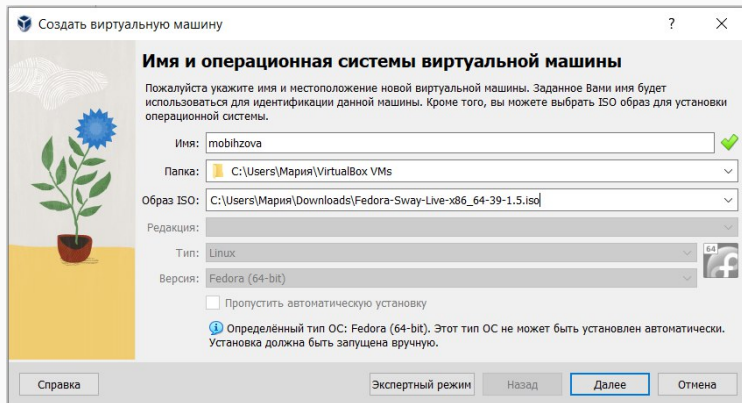 Создать виртуальную машину
Имя и операционная системы виртуальной машины
Пожалуйста укажите имя и местоположение новой виртуальной машины. Заданное Вами имя будет
использоваться для идентификации данной машины. Кроме того, вы можете выбрать ISO образ для установки
операционной системы.
Имя: mobihzova
Папка: C:\Users\Мария\VirtualBox VMs
Образ ISO: C:\Users\Мария\Downloads\Fedora-Sway-Live-x86_64-39-1.5.iso
Редакция:
Тип: Linux
64
Версия: Fedora (64-bit)
Пропустить автоматическую установку
Определённый тип ОС: Fedora (64-bit). Этот тип ОС не может быть установлен автоматически.
Установка должна быть запущена вручную.
Справка Экспертный режим Назад Далее Отмена